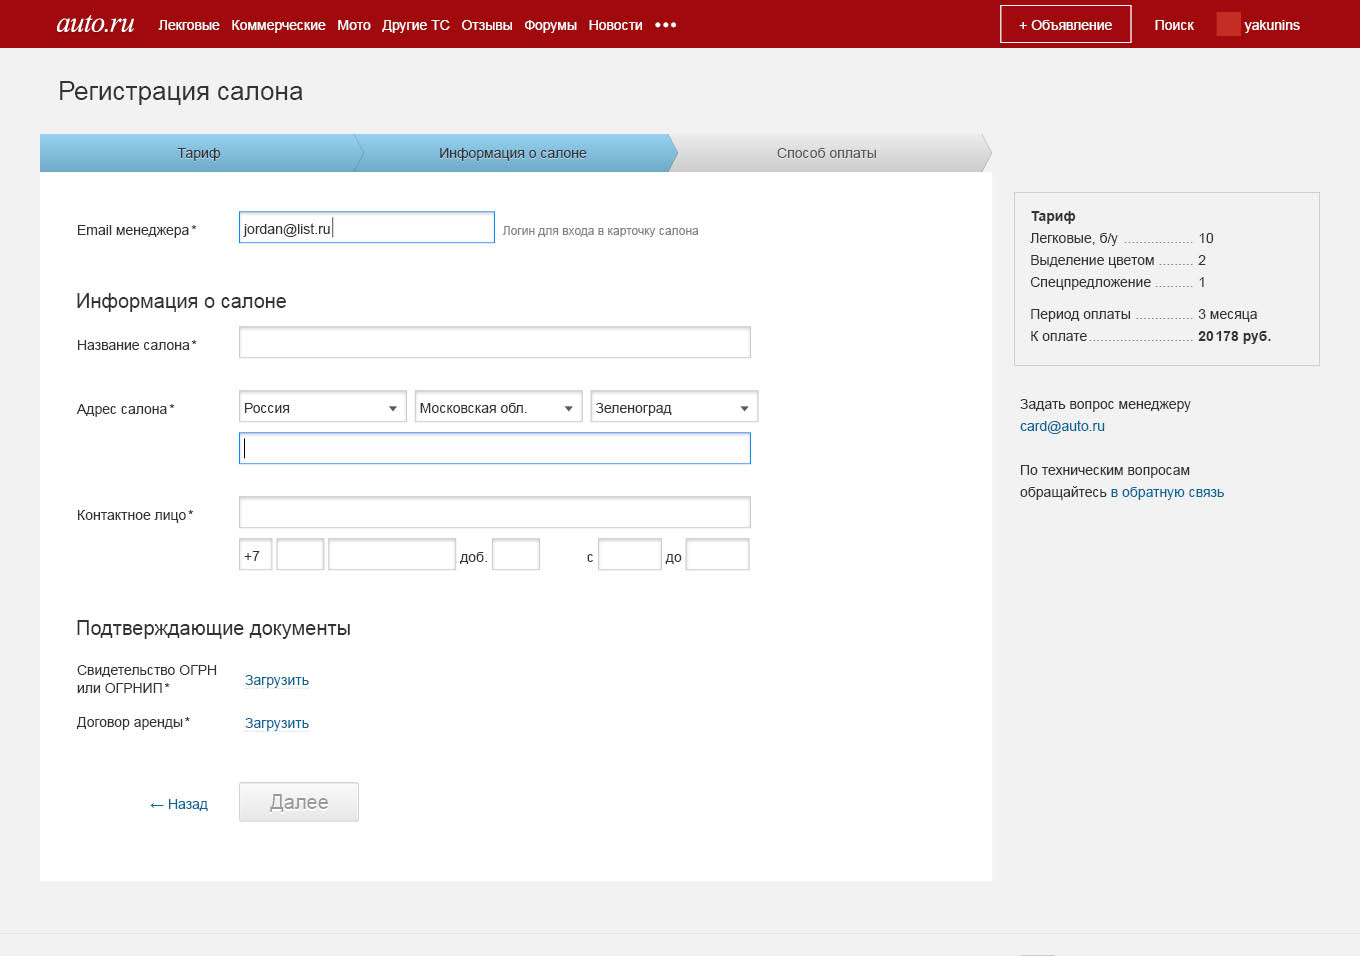 auto.ru Легковые Коммерческие Мото Другие ТС Отзывы Форумы Новости ••• + Объявление Поиск yakunins
Регистрация салона
Тариф Информация о салоне Способ оплаты
Email менеджера* jordan@list.ru Логин для входа в карточку салона
Информация о салоне
Название салона*
Адрес салона* Россия Московская обл. Зеленоград
Контактное лицо*
+7 доб. с до
Подтверждающие документы
Свидетельство ОГРН
или ОГРНИП* Загрузить
Договор аренды* Загрузить
← Назад Далее
Тариф
Легковые, б/у .................. 10
Выделение цветом ......... 2
Спецпредложение .......... 1
Период оплаты ............... 3 месяца
К оплате........................... 20 178 руб.
Задать вопрос менеджеру
card@auto.ru
По техническим вопросам
обращайтесь в обратную связь